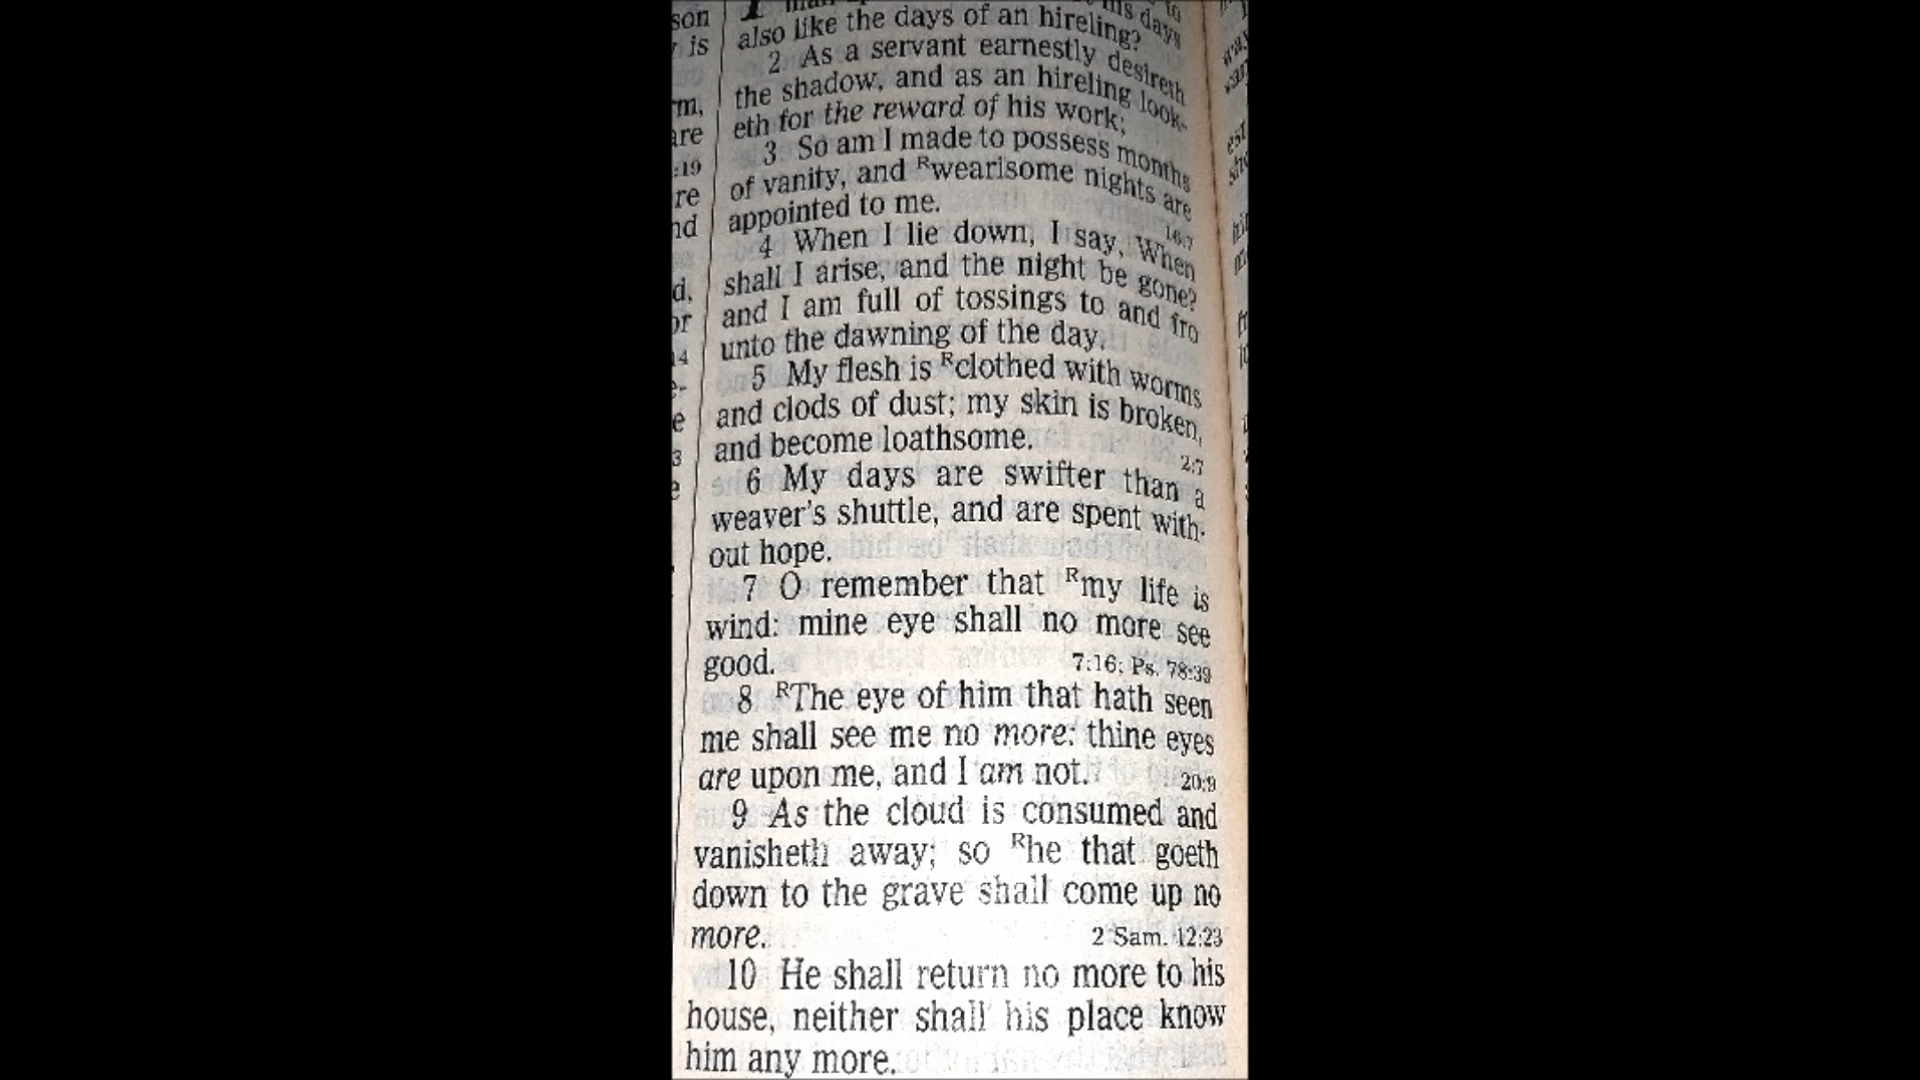 also like the days of an hireling?
2 As a servant earnestly desireth
the shadow, and as an hireling look-
eth for the reward of his work;
3 So am I made to possess months
of vanity, and ᴿwearisome nights are
appointed to me.
16:7
4 When I lie down, I say, When
shall I arise, and the night be gone?
and I am full of tossings to and fro
unto the dawning of the day.
5 My flesh is ᴿclothed with worms
and clods of dust; my skin is broken,
and become loathsome.
2:7
6 My days are swifter than a
weaver's shuttle, and are spent with-
out hope.
7 O remember that ᴿmy life is
wind: mine eye shall no more see
good. 7:16; Ps. 78:39
8 ᴿThe eye of him that hath seen
me shall see me no more: thine eyes
are upon me, and I am not. 20:9
9 As the cloud is consumed and
vanisheth away; so ᴿhe that goeth
down to the grave shall come up no
more. 2 Sam. 12:23
10 He shall return no more to his
house, neither shall his place know
him any more.